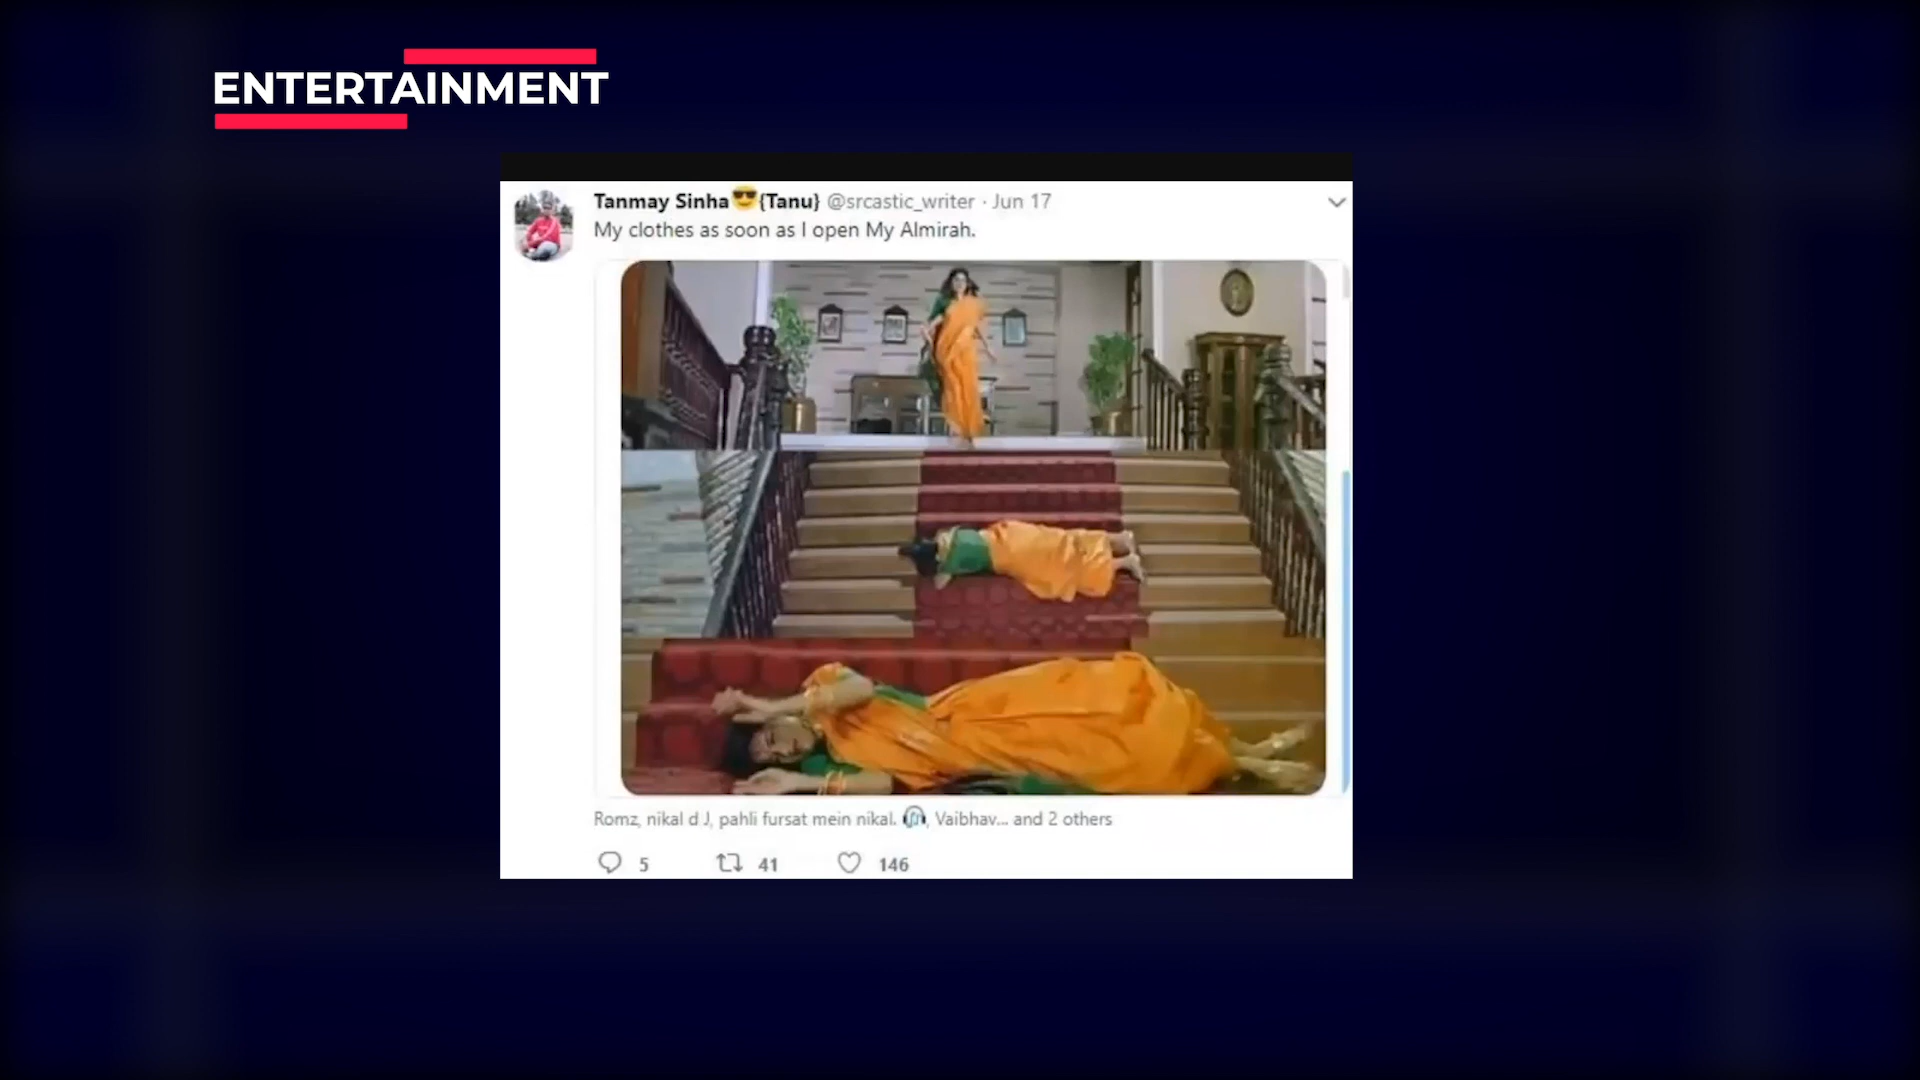 ENTERTAINMENT
Tanmay Sinha😎{Tanu} @srcastic_writer · Jun 17
My clothes as soon as I open My Almirah.
Romz, nikal d J, pahli fursat mein nikal. 🎧, Vaibhav... and 2 others
5 41 146